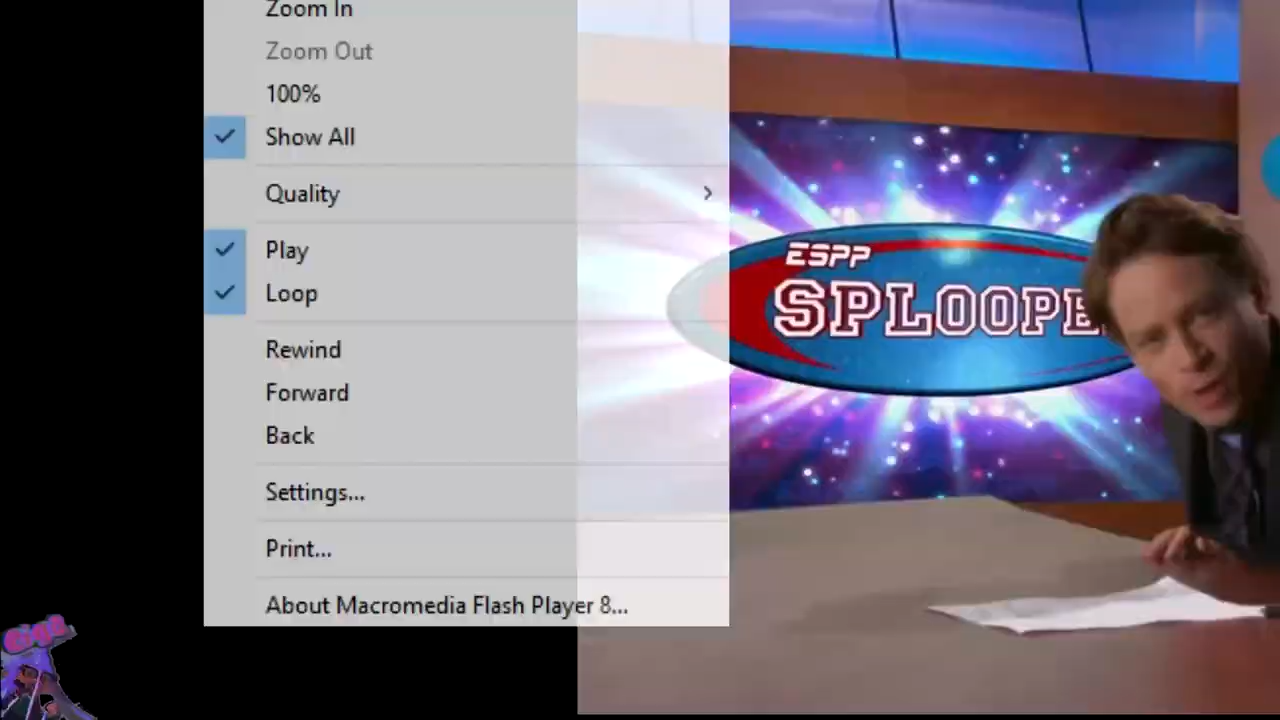 Zoom In
Zoom Out
100%
Show All
Quality
Play
Loop
Rewind
Forward
Back
Settings...
Print...
About Macromedia Flash Player 8...
ESPP
SPLOOPE
Giga